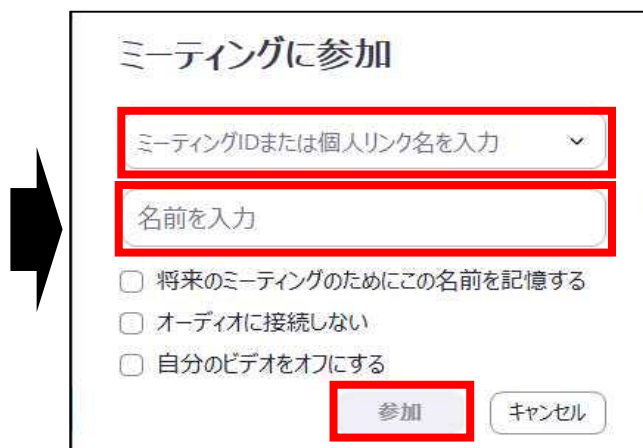 ミーティングに参加
ミーティングIDまたは個人リンク名を入力
名前を入力
将来のミーティングのためにこの名前を記憶する
オーディオに接続しない
自分のビデオをオフにする
参加 キャンセル